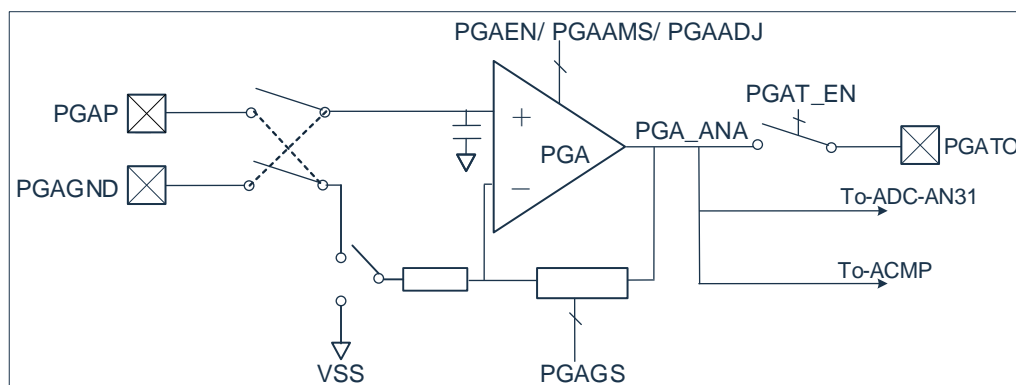 PGAEN/ PGAAMS/ PGAADJ
PGAP
PGAT_EN
+
PGA_ANA
PGA
PGATO
PGAGND
−
To-ADC-AN31
To-ACMP
VSS
PGAGS